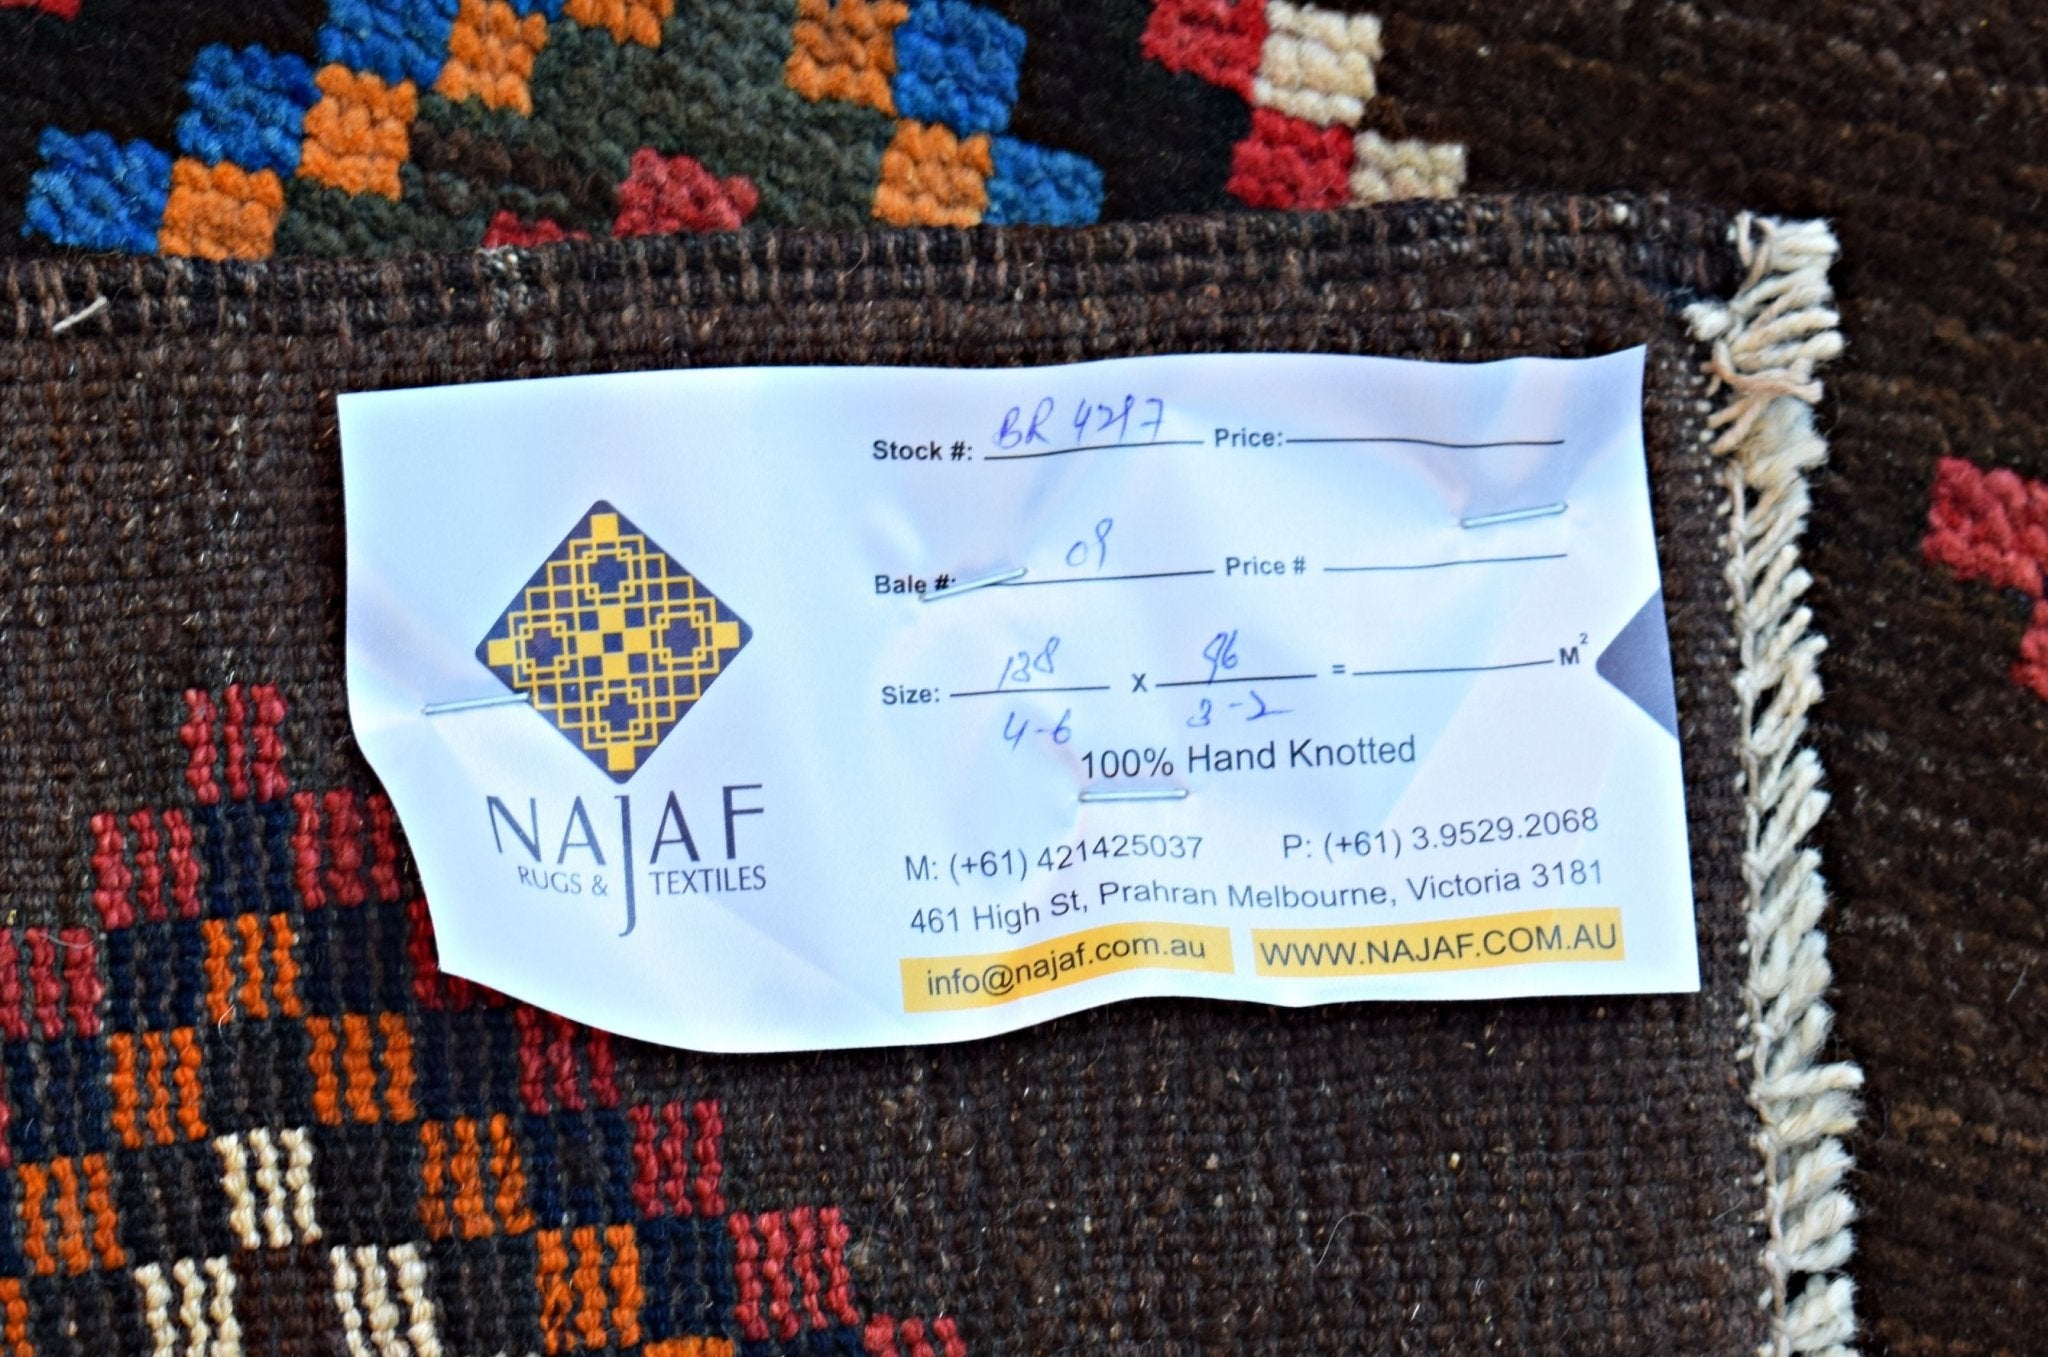 Stock #: BR 4297 Price:
Bale #: 09 Price #
Size: 138 X 96 = M²
4-6 3-2
100% Hand Knotted
NAJAF
RUGS & TEXTILES
M: (+61) 421425037 P: (+61) 3.9529.2068
461 High St, Prahran Melbourne, Victoria 3181
info@najaf.com.au WWW.NAJAF.COM.AU